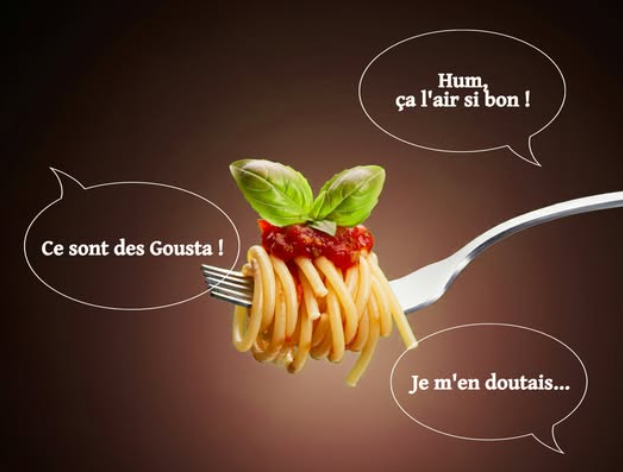 Hum,
ça l'air si bon !
Ce sont des Gousta !
Je m'en doutais...